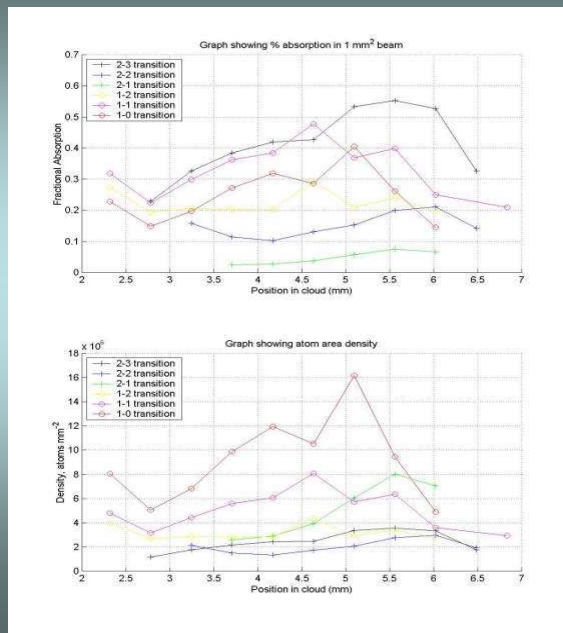 Graph showing % absorption in 1 mm² beam
0.7
0.6
0.5
0.4
0.3
0.2
0.1
0
Fractional Absorption
2-3 transition
2-2 transition
2-1 transition
1-2 transition
1-1 transition
1-0 transition
2 2.5 3 3.5 4 4.5 5 5.5 6 6.5 7
Position in cloud (mm)
Graph showing atom area density
x 10⁶
18
16
14
12
10
8
6
4
2
0
Density, atoms mm⁻²
2-3 transition
2-2 transition
2-1 transition
1-2 transition
1-1 transition
1-0 transition
2 2.5 3 3.5 4 4.5 5 5.5 6 6.5 7
Position in cloud (mm)